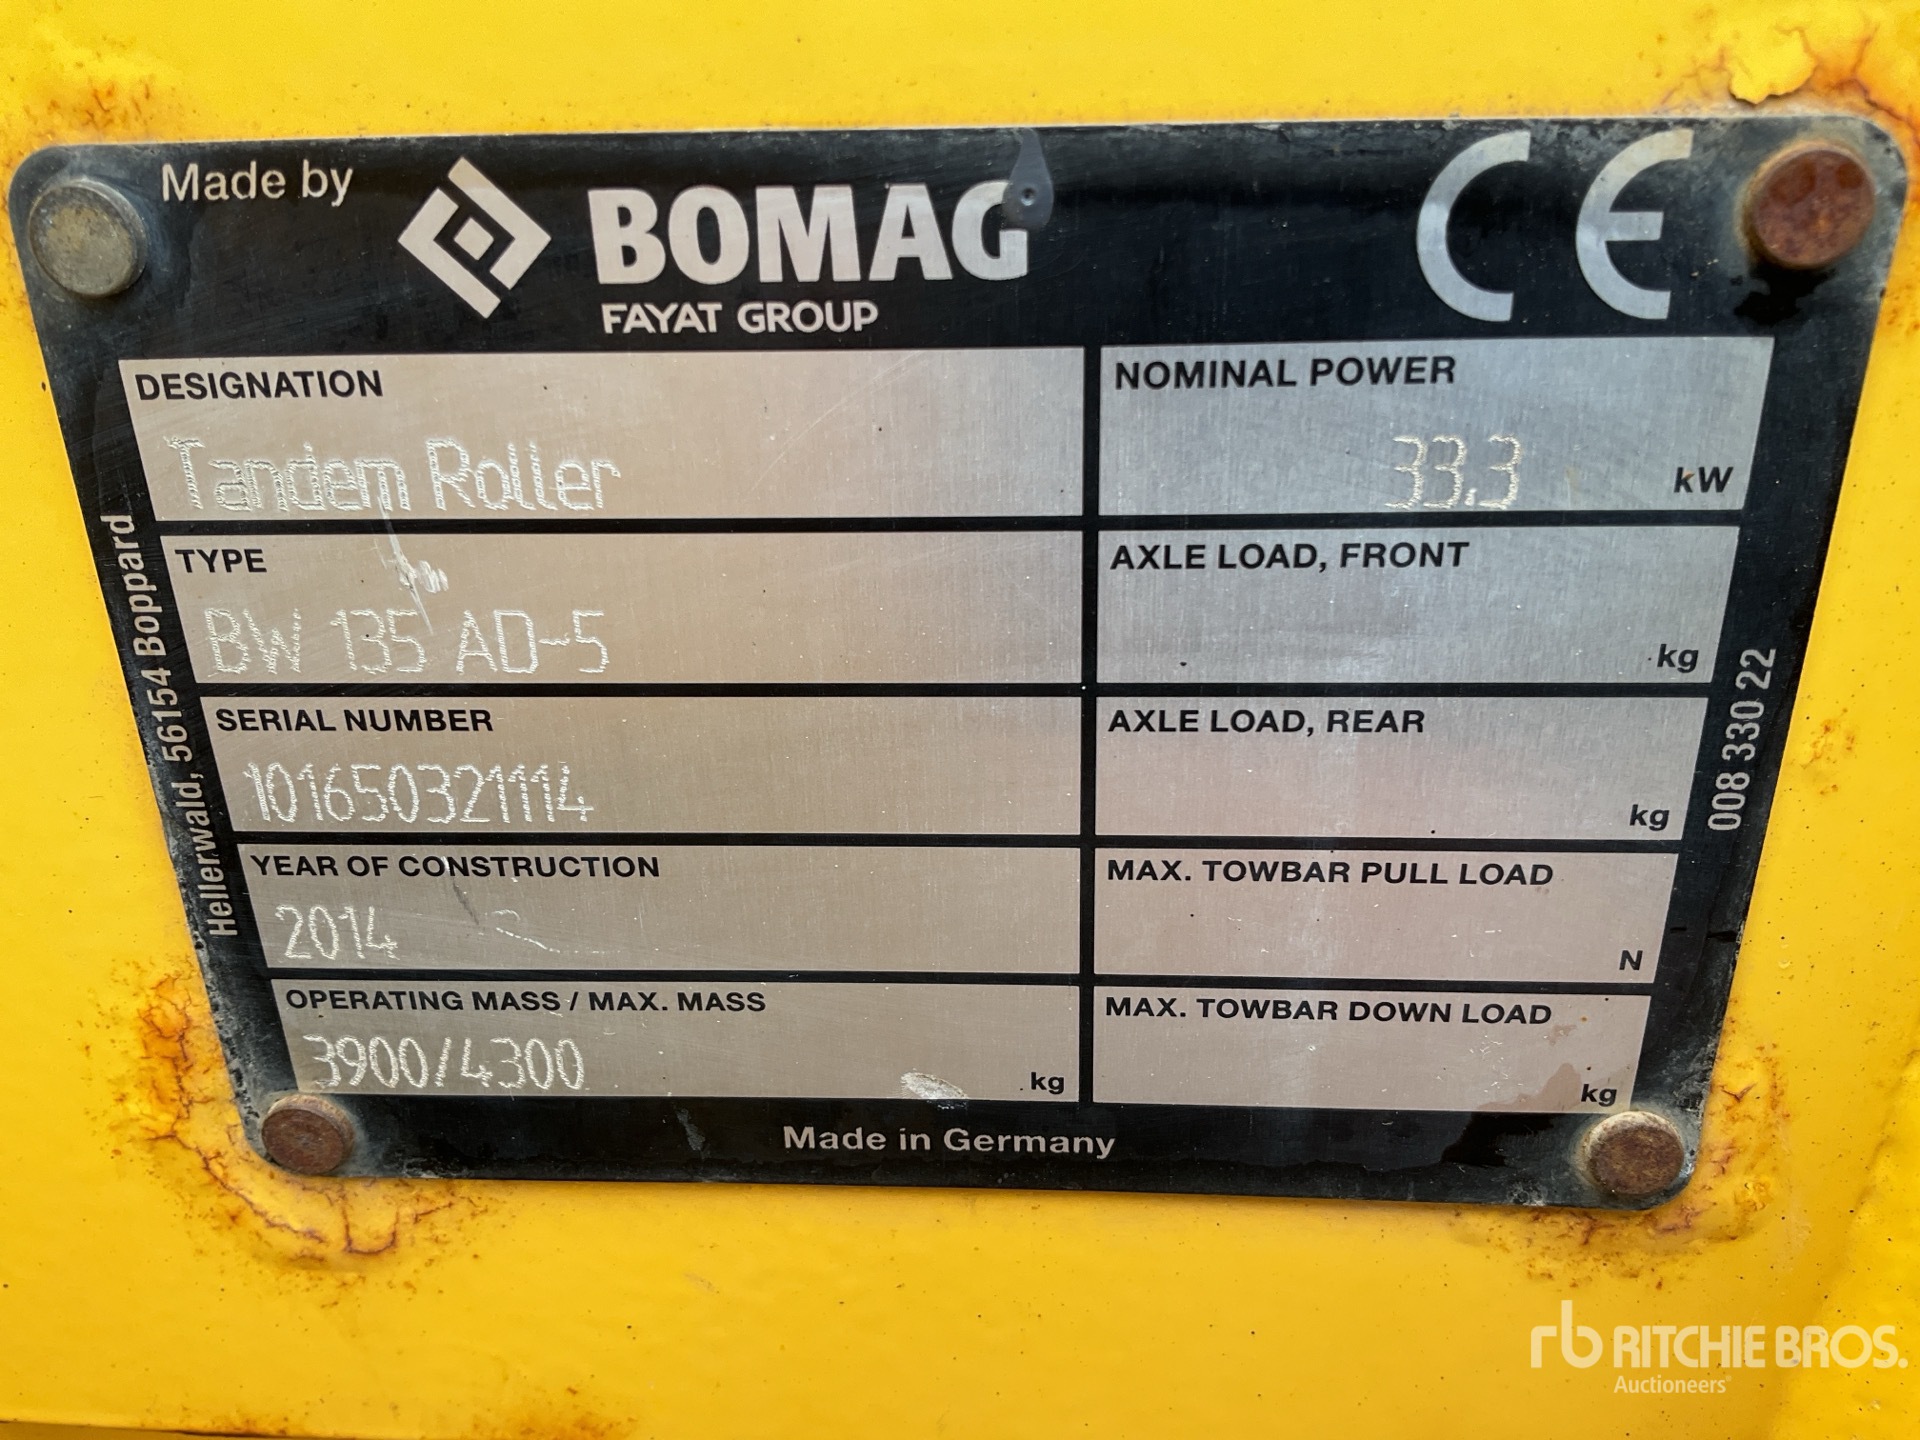 Made by
BOMAG
FAYAT GROUP
CE
DESIGNATION
Tandem Roller
NOMINAL POWER
33.3 kW
TYPE
BW 135 AD-5
AXLE LOAD, FRONT
kg
SERIAL NUMBER
101650321114
AXLE LOAD, REAR
kg
YEAR OF CONSTRUCTION
2014
MAX. TOWBAR PULL LOAD
N
OPERATING MASS / MAX. MASS
3900/4300 kg
MAX. TOWBAR DOWN LOAD
kg
Made in Germany
Hellerwald, 56154 Boppard
008 330 22
rb RITCHIE BROS.
Auctioneers